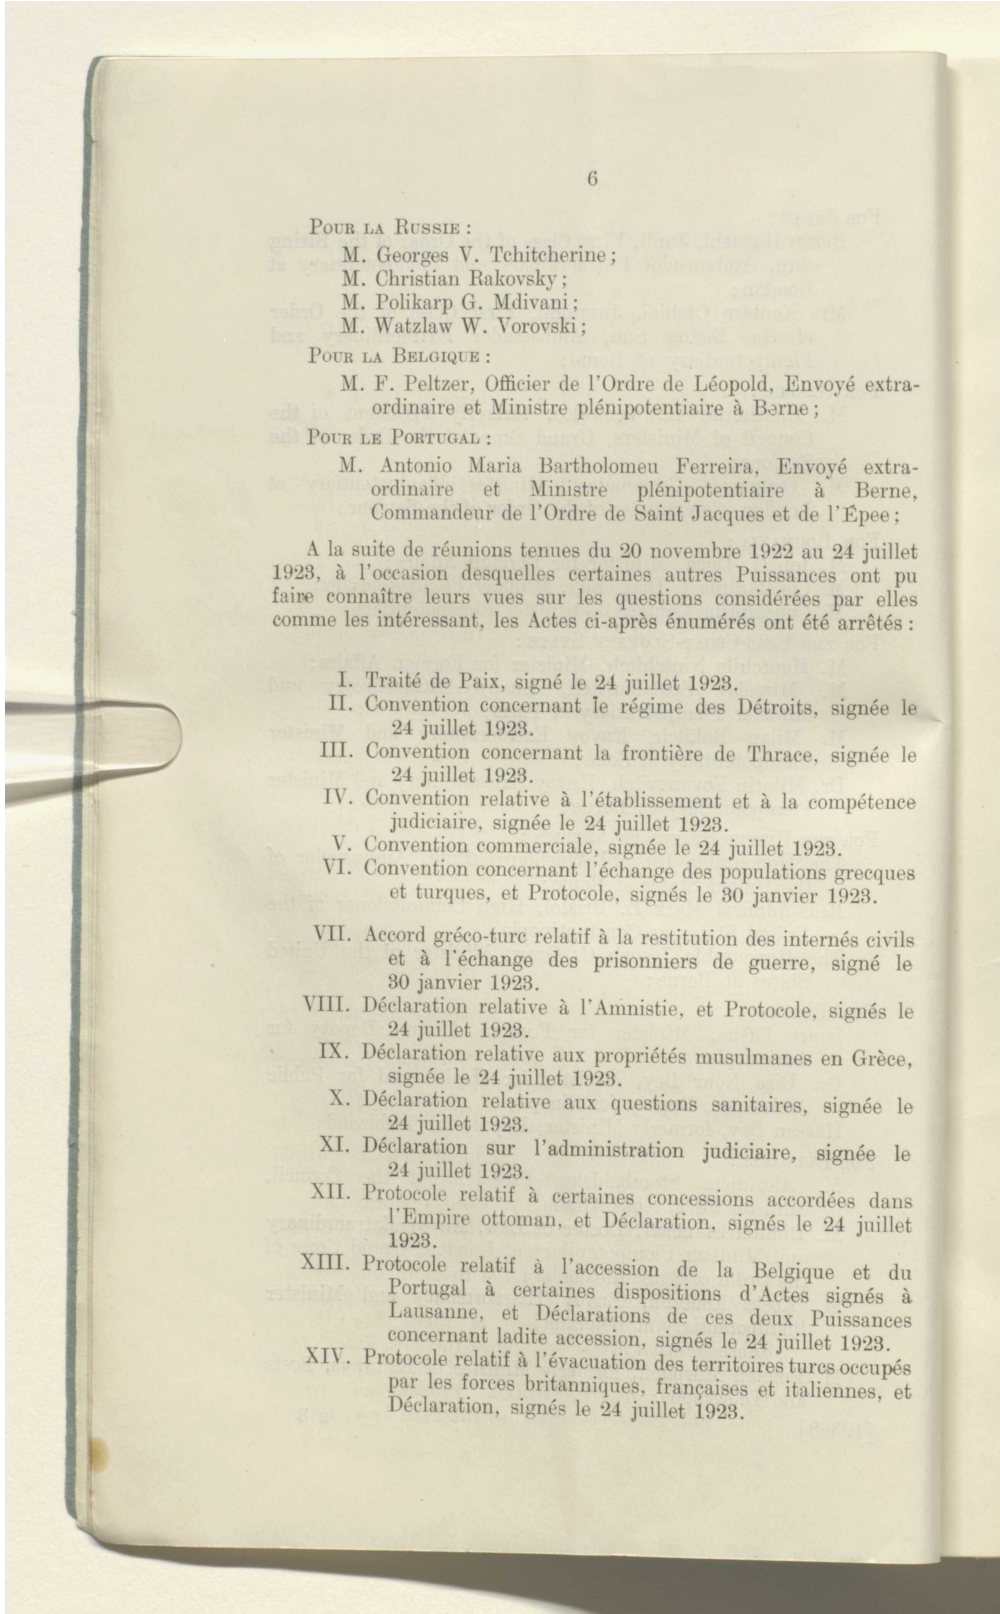 6
POUR LA RUSSIE :
M. Georges V. Tchitcherine ;
M. Christian Rakovsky ;
M. Polikarp G. Mdivani ;
M. Watzlaw W. Vorovski ;
POUR LA BELGIQUE :
M. F. Peltzer, Officier de l'Ordre de Léopold, Envoyé extra-
ordinaire et Ministre plénipotentiaire à Berne ;
POUR LE PORTUGAL :
M. Antonio Maria Bartholomeu Ferreira, Envoyé extra-
ordinaire et Ministre plénipotentiaire à Berne,
Commandeur de l'Ordre de Saint Jacques et de l'Épee ;
A la suite de réunions tenues du 20 novembre 1922 au 24 juillet
1923, à l'occasion desquelles certaines autres Puissances ont pu
faire connaître leurs vues sur les questions considérées par elles
comme les intéressant, les Actes ci-après énumérés ont été arrêtés :
I. Traité de Paix, signé le 24 juillet 1923.
II. Convention concernant le régime des Détroits, signée le
24 juillet 1923.
III. Convention concernant la frontière de Thrace, signée le
24 juillet 1923.
IV. Convention relative à l'établissement et à la compétence
judiciaire, signée le 24 juillet 1923.
V. Convention commerciale, signée le 24 juillet 1923.
VI. Convention concernant l'échange des populations grecques
et turques, et Protocole, signés le 30 janvier 1923.
VII. Accord gréco-turc relatif à la restitution des internés civils
et à l'échange des prisonniers de guerre, signé le
30 janvier 1923.
VIII. Déclaration relative à l'Amnistie, et Protocole, signés le
24 juillet 1923.
IX. Déclaration relative aux propriétés musulmanes en Grèce,
signée le 24 juillet 1923.
X. Déclaration relative aux questions sanitaires, signée le
24 juillet 1923.
XI. Déclaration sur l'administration judiciaire, signée le
24 juillet 1923.
XII. Protocole relatif à certaines concessions accordées dans
l'Empire ottoman, et Déclaration, signés le 24 juillet
1923.
XIII. Protocole relatif à l'accession de la Belgique et du
Portugal à certaines dispositions d'Actes signés à
Lausanne, et Déclarations de ces deux Puissances
concernant ladite accession, signés le 24 juillet 1923.
XIV. Protocole relatif à l'évacuation des territoires turcs occupés
par les forces britanniques, françaises et italiennes, et
Déclaration, signés le 24 juillet 1923.